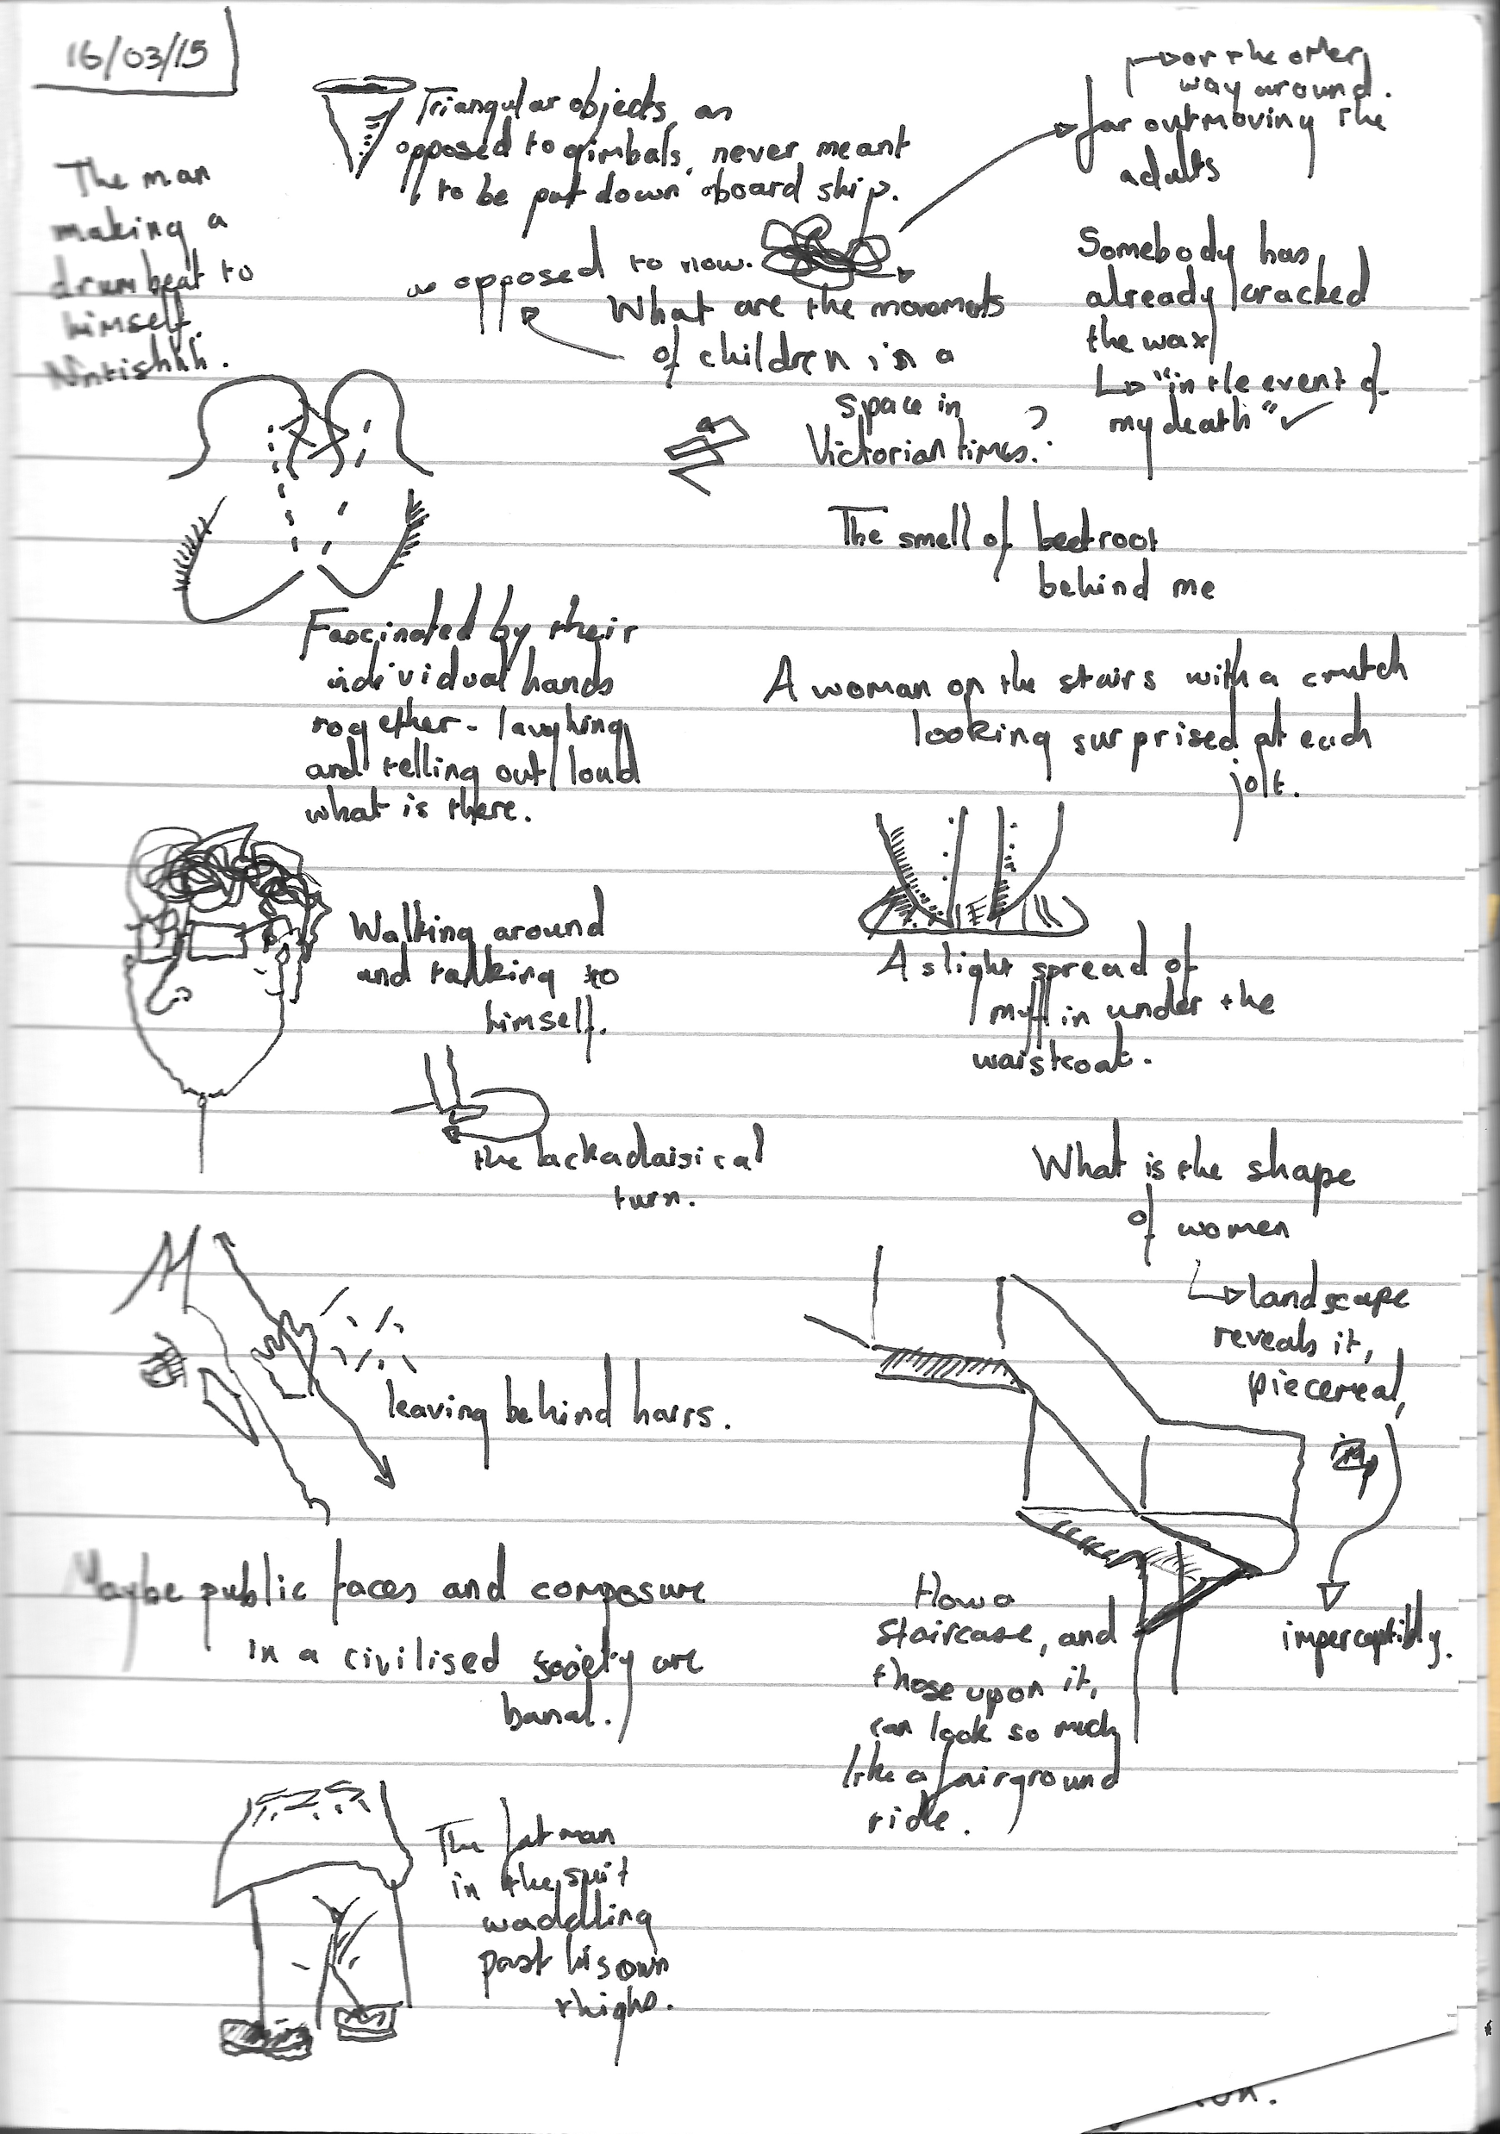 16/03/15
Triangular objects, as
opposed to gimbals, never meant
to be put down aboard ship.
or the other
way around.
far outmoving the
adults
The man
making a
drumbeat to
himself.
as opposed to now.
What are the movements
of children in a
space in
Victorian times?
Somebody has
already cracked
the wax
"in the event of
my death" ✓
The smell of beetroot
behind me
Fascinated by their
individual hands
together - laughing
and telling out loud
what is there.
A woman on the stairs with a crutch
looking surprised at each
jolt.
Walking around
and talking to
himself.
A slight spread of
muffin under the
waistcoat.
the lackadaisical
turn.
What is the shape
of women
landscape
reveals it,
piecemeal,
imperceptibly.
leaving behind hairs.
Maybe public faces and composure
in a civilised society are
banal.
How a
staircase, and
those upon it,
can look so much
like a fairground
ride.
The fat man
in the suit
waddling
past his own
thighs.